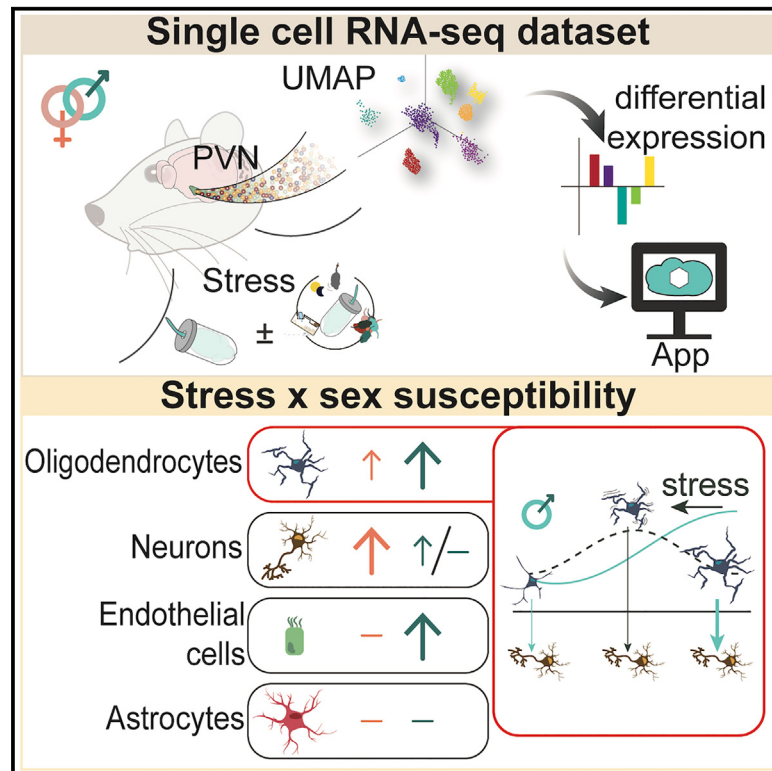 Single cell RNA-seq dataset
UMAP
differential
expression
PVN
Stress
±
App
Stress x sex susceptibility
Oligodendrocytes
stress
Neurons
/–
Endothelial
cells
–
Astrocytes
– –